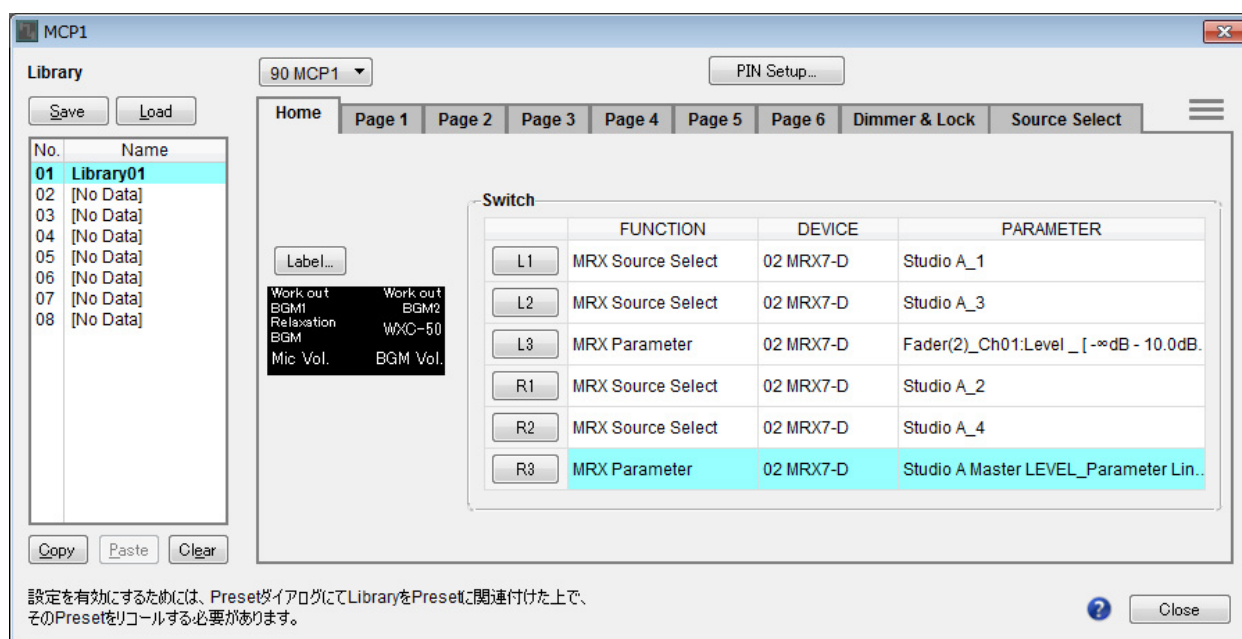 MCP1
Library
90 MCP1
PIN Setup...
Save Load
Home Page 1 Page 2 Page 3 Page 4 Page 5 Page 6 Dimmer & Lock Source Select
No. Name
01 Library01
02 [No Data]
03 [No Data]
04 [No Data]
05 [No Data]
06 [No Data]
07 [No Data]
08 [No Data]
Copy Paste Clear
Label...
Work out BGM1
Work out BGM2
Relaxation BGM
WXC-50
Mic Vol. BGM Vol.
Switch
FUNCTION DEVICE PARAMETER
L1 MRX Source Select 02 MRX7-D Studio A_1
L2 MRX Source Select 02 MRX7-D Studio A_3
L3 MRX Parameter 02 MRX7-D Fader(2)_Ch01:Level _ [ -∞dB - 10.0dB.
R1 MRX Source Select 02 MRX7-D Studio A_2
R2 MRX Source Select 02 MRX7-D Studio A_4
R3 MRX Parameter 02 MRX7-D Studio A Master LEVEL_Parameter Lin..
設定を有効にするためには、PresetダイアログにてLibraryをPresetに関連付けた上で、
そのPresetをリコールする必要があります。
? Close